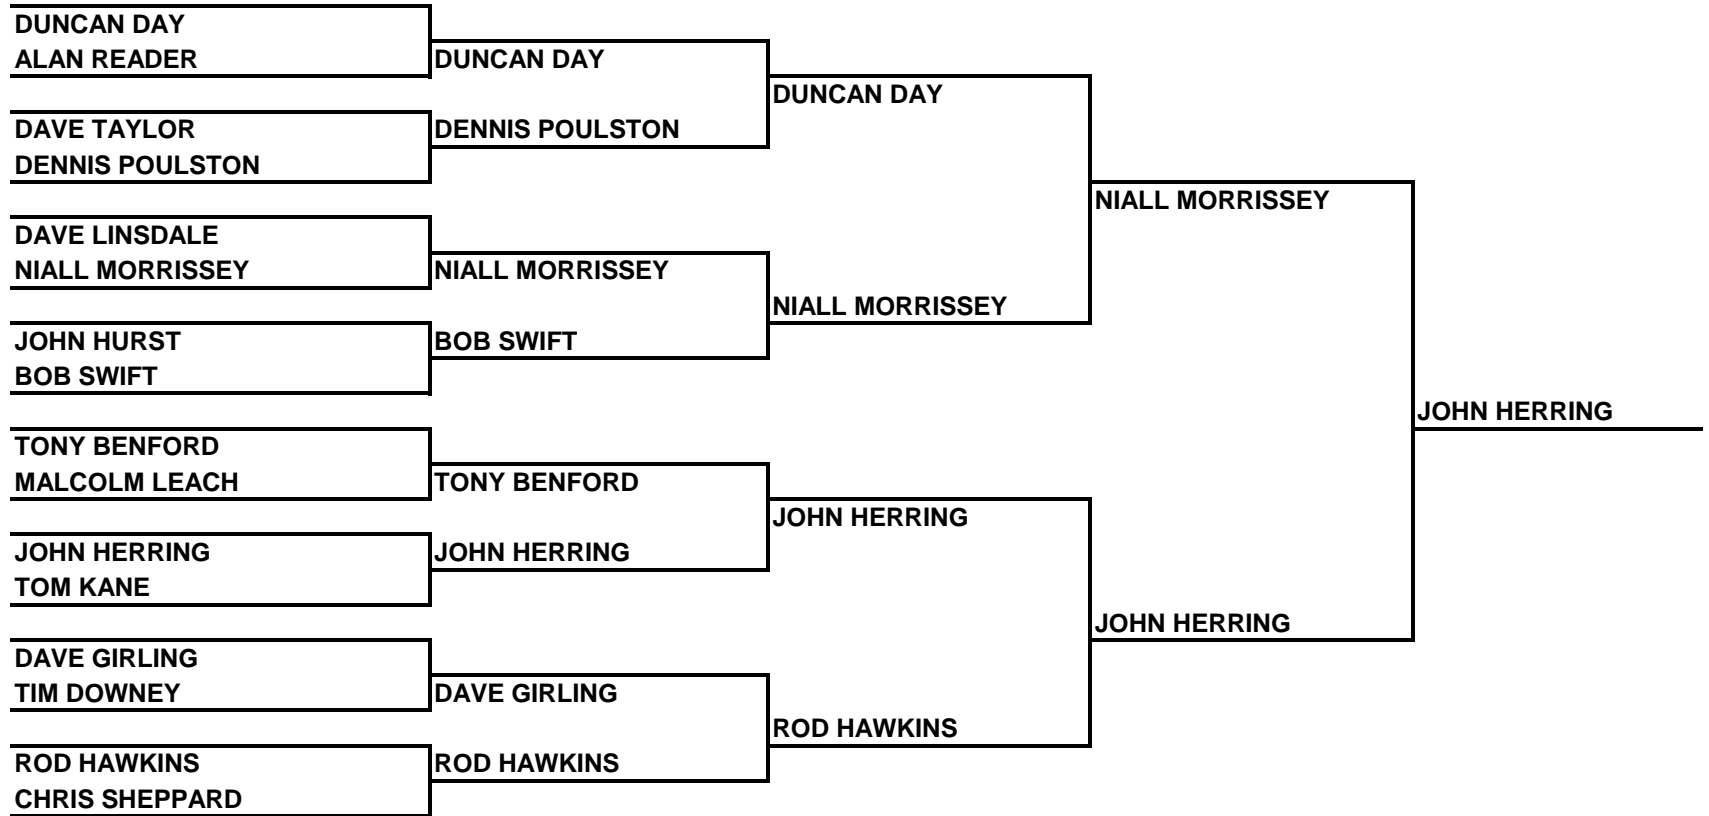 DUNCAN DAY
ALAN READER
DAVE TAYLOR
DENNIS POULSTON
DAVE LINSDALE
NIALL MORRISSEY
JOHN HURST
BOB SWIFT
TONY BENFORD
MALCOLM LEACH
JOHN HERRING
TOM KANE
DAVE GIRLING
TIM DOWNEY
ROD HAWKINS
CHRIS SHEPPARD
DUNCAN DAY
DENNIS POULSTON
NIALL MORRISSEY
BOB SWIFT
TONY BENFORD
JOHN HERRING
DAVE GIRLING
ROD HAWKINS
DUNCAN DAY
NIALL MORRISSEY
JOHN HERRING
ROD HAWKINS
NIALL MORRISSEY
JOHN HERRING
JOHN HERRING